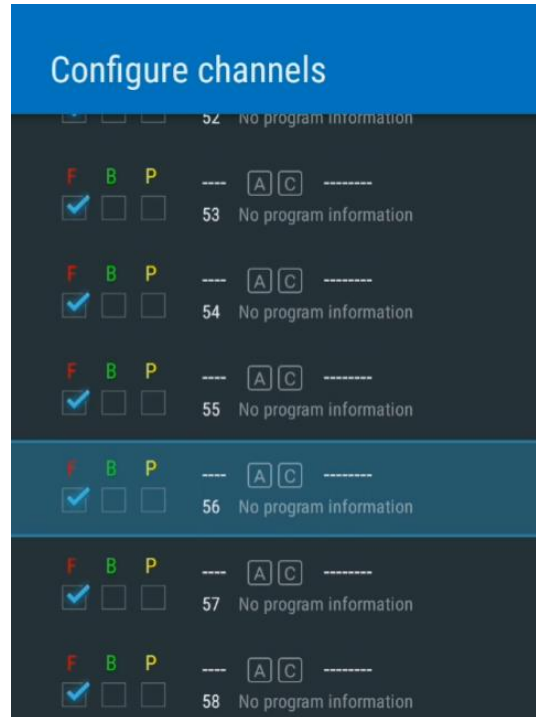 Configure channels
52 No program information
F B P ---- A C --------
53 No program information
F B P ---- A C --------
54 No program information
F B P ---- A C --------
55 No program information
F B P ---- A C --------
56 No program information
F B P ---- A C --------
57 No program information
F B P ---- A C --------
58 No program information